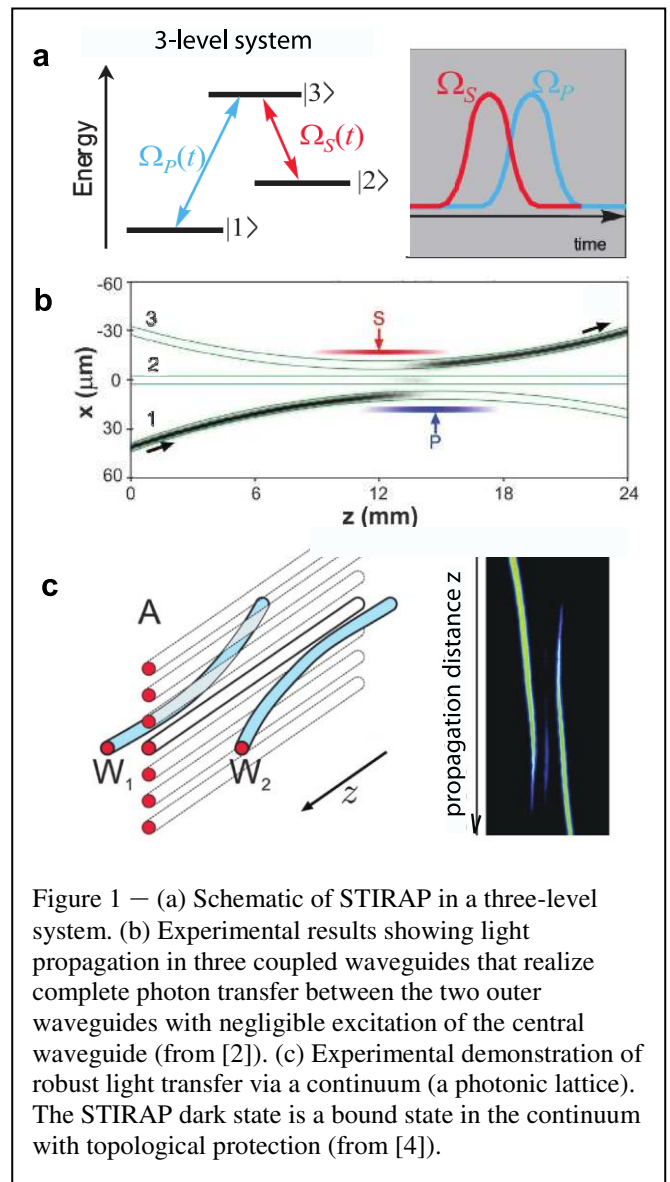 3-level system
a
Energy
|3>
Ω_P(t)
Ω_S(t)
|2>
|1>
Ω_S
Ω_P
time
b
-60
-30
0
30
60
x (μm)
3
2
1
S
P
0
6
12
18
24
z (mm)
c
A
W₁
W₂
z
propagation distance z
Figure 1 – (a) Schematic of STIRAP in a three-level
system. (b) Experimental results showing light
propagation in three coupled waveguides that realize
complete photon transfer between the two outer
waveguides with negligible excitation of the central
waveguide (from [2]). (c) Experimental demonstration of
robust light transfer via a continuum (a photonic lattice).
The STIRAP dark state is a bound state in the continuum
with topological protection (from [4]).